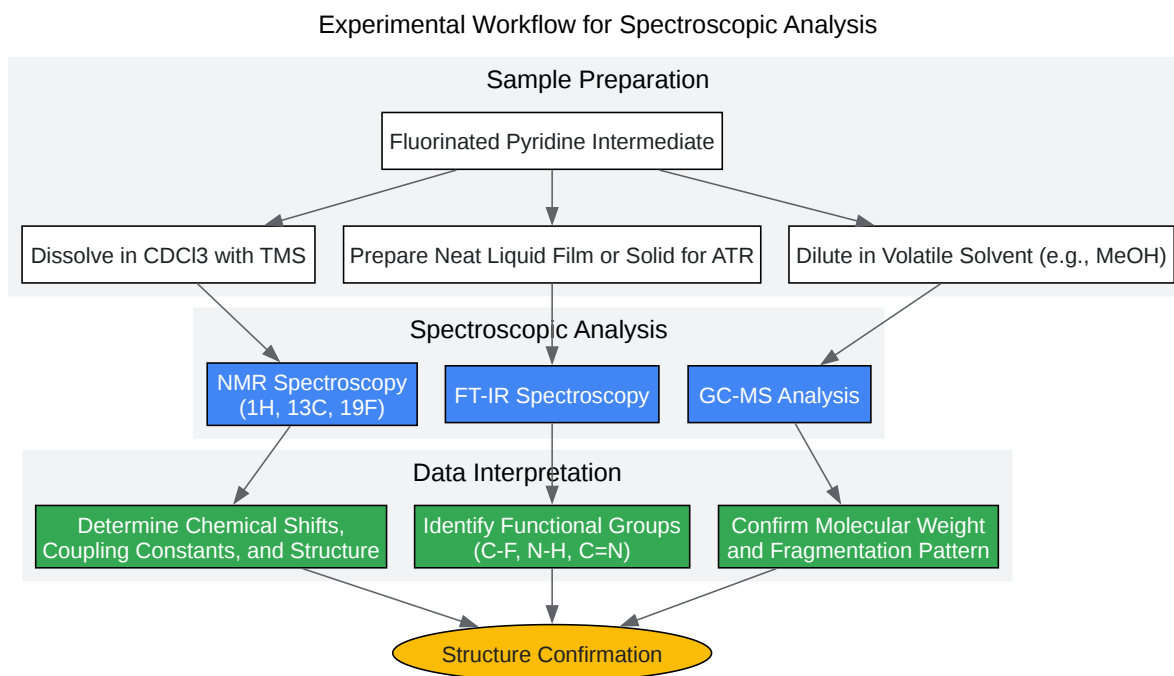 Experimental Workflow for Spectroscopic Analysis
Sample Preparation
Fluorinated Pyridine Intermediate
Dissolve in CDCl3 with TMS
Prepare Neat Liquid Film or Solid for ATR
Dilute in Volatile Solvent (e.g., MeOH)
Spectroscopic Analysis
NMR Spectroscopy
(1H, 13C, 19F)
FT-IR Spectroscopy
GC-MS Analysis
Data Interpretation
Determine Chemical Shifts,
Coupling Constants, and Structure
Identify Functional Groups
(C-F, N-H, C=N)
Confirm Molecular Weight
and Fragmentation Pattern
Structure Confirmation